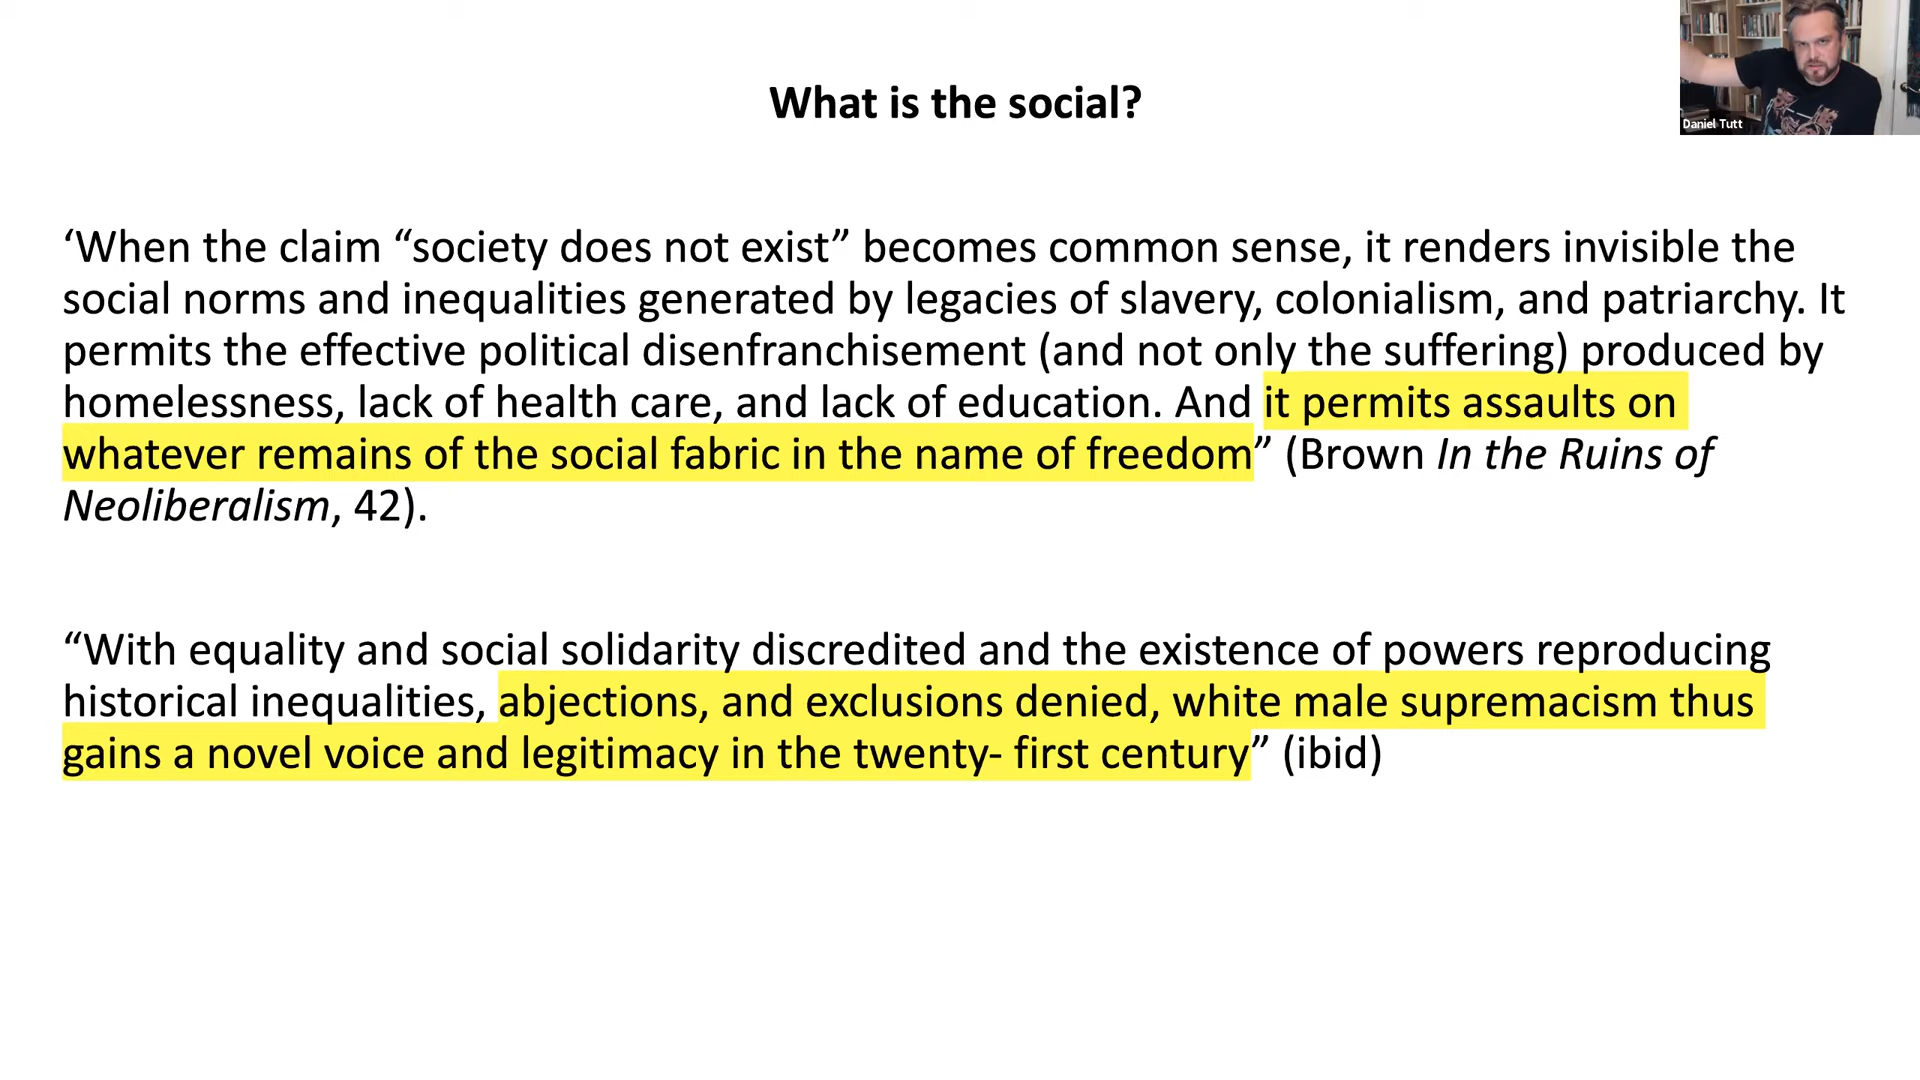 What is the social?
Daniel Tutt
‘When the claim “society does not exist” becomes common sense, it renders invisible the
social norms and inequalities generated by legacies of slavery, colonialism, and patriarchy. It
permits the effective political disenfranchisement (and not only the suffering) produced by
homelessness, lack of health care, and lack of education. And it permits assaults on
whatever remains of the social fabric in the name of freedom” (Brown In the Ruins of
Neoliberalism, 42).
“With equality and social solidarity discredited and the existence of powers reproducing
historical inequalities, abjections, and exclusions denied, white male supremacism thus
gains a novel voice and legitimacy in the twenty- first century” (ibid)